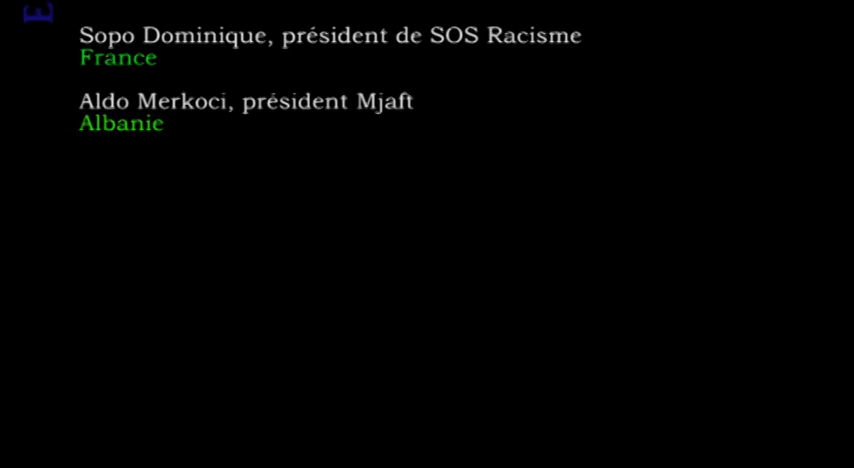 E
Sopo Dominique, président de SOS Racisme
France
Aldo Merkoci, président Mjaft
Albanie